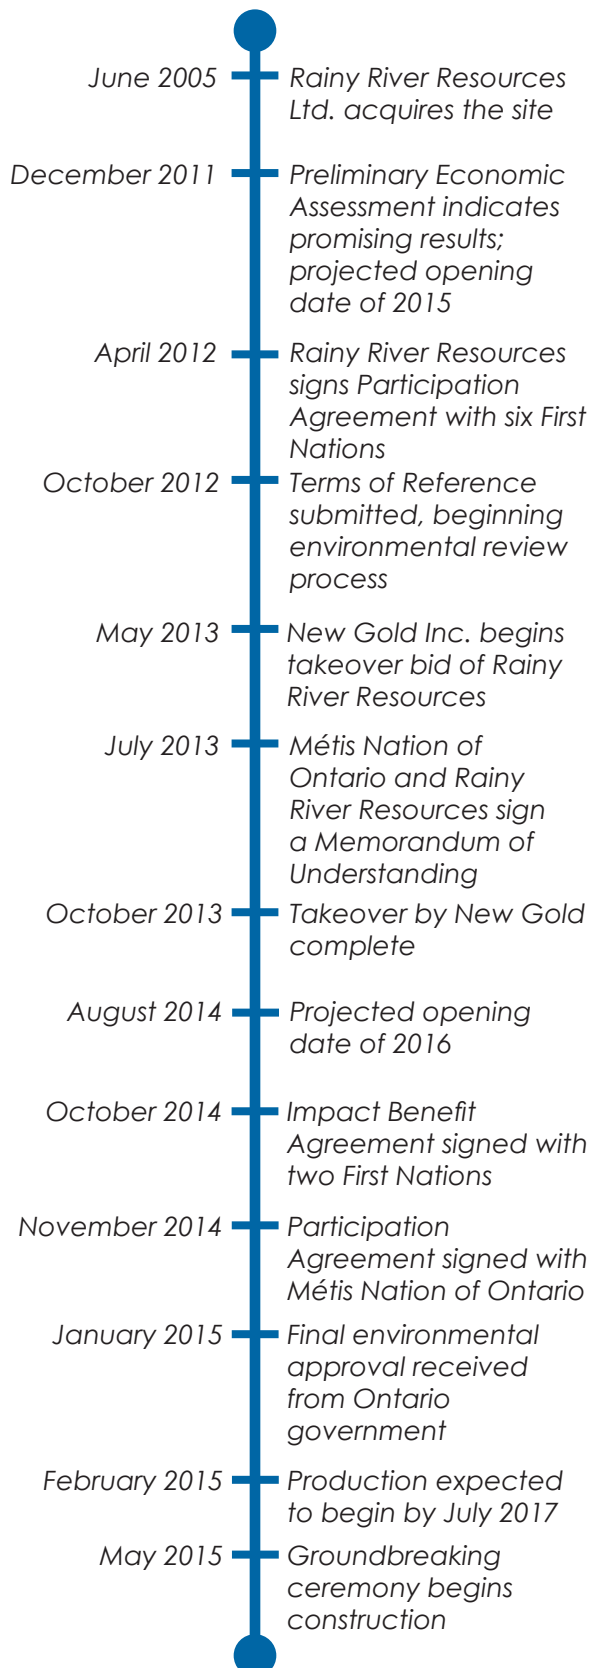 June 2005
Rainy River Resources
Ltd. acquires the site
December 2011
Preliminary Economic
Assessment indicates
promising results;
projected opening
date of 2015
April 2012
Rainy River Resources
signs Participation
Agreement with six First
Nations
October 2012
Terms of Reference
submitted, beginning
environmental review
process
May 2013
New Gold Inc. begins
takeover bid of Rainy
River Resources
July 2013
Métis Nation of
Ontario and Rainy
River Resources sign
a Memorandum of
Understanding
October 2013
Takeover by New Gold
complete
August 2014
Projected opening
date of 2016
October 2014
Impact Benefit
Agreement signed with
two First Nations
November 2014
Participation
Agreement signed with
Métis Nation of Ontario
January 2015
Final environmental
approval received
from Ontario
government
February 2015
Production expected
to begin by July 2017
May 2015
Groundbreaking
ceremony begins
construction